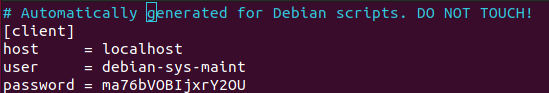 # Automatically generated for Debian scripts. DO NOT TOUCH!
[client]
host     = localhost
user     = debian-sys-maint
password = ma76bVOBIjxrY2OU